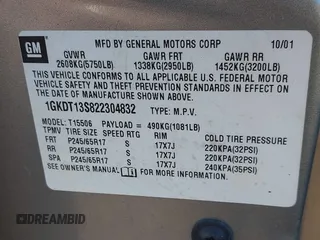 GM
MFD BY GENERAL MOTORS CORP 10/01
GVWR GAWR FRT GAWR RR
2608KG(5750LB) 1338KG(2950LB) 1452KG(3200LB)
THIS VEHICLE CONFORMS TO ALL APPLICABLE U.S. FEDERAL MOTOR
VEHICLE SAFETY AND THEFT PREVENTION STANDARDS IN EFFECT ON
THE DATE OF MANUFACTURE SHOWN ABOVE.
1GKDT13S822304832 TYPE: M.P.V.
MODEL: T15506 PAYLOAD = 490KG(1081LB)
TPMV TIRE SIZE SPEED RTG RIM COLD TIRE PRESSURE
FRT P245/65R17 S 17X7J 220KPA(32PSI)
RR P245/65R17 S 17X7J 220KPA(32PSI)
SPA P245/65R17 S 17X7J 240KPA(35PSI)
SEE OWNER'S MANUAL FOR ADDITIONAL INFORMATION
DREAMBID